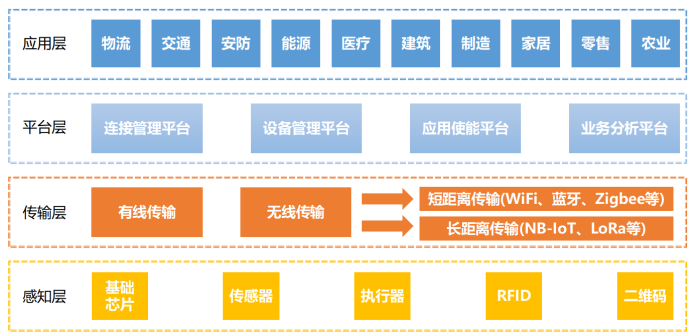 应用层 物流 交通 安防 能源 医疗 建筑 制造 家居 零售 农业
平台层 连接管理平台 设备管理平台 应用使能平台 业务分析平台
传输层 有线传输 无线传输 短距离传输(WiFi、蓝牙、Zigbee等)
长距离传输(NB-IoT、LoRa等)
感知层 基础
芯片 传感器 执行器 RFID 二维码